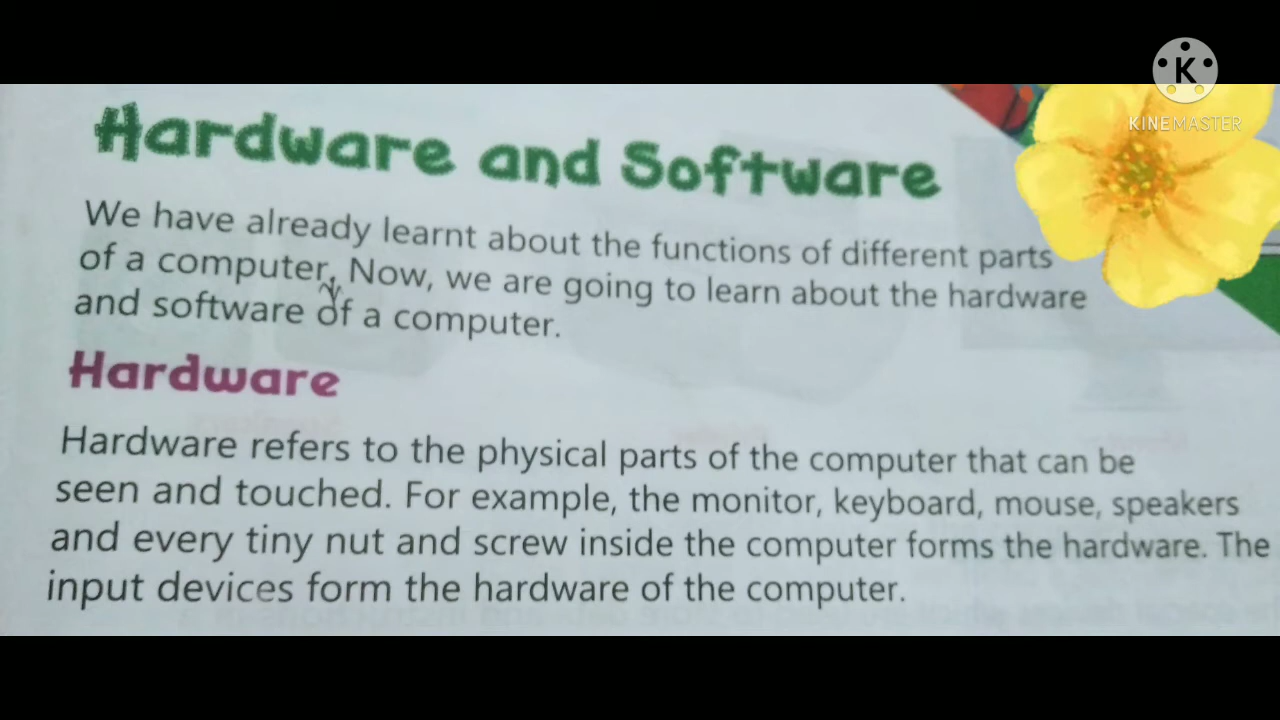 K
KINEMASTER
Hardware and Software
We have already learnt about the functions of different parts
of a computer. Now, we are going to learn about the hardware
and software of a computer.
Hardware
Hardware refers to the physical parts of the computer that can be
seen and touched. For example, the monitor, keyboard, mouse, speakers
and every tiny nut and screw inside the computer forms the hardware. The
input devices form the hardware of the computer.